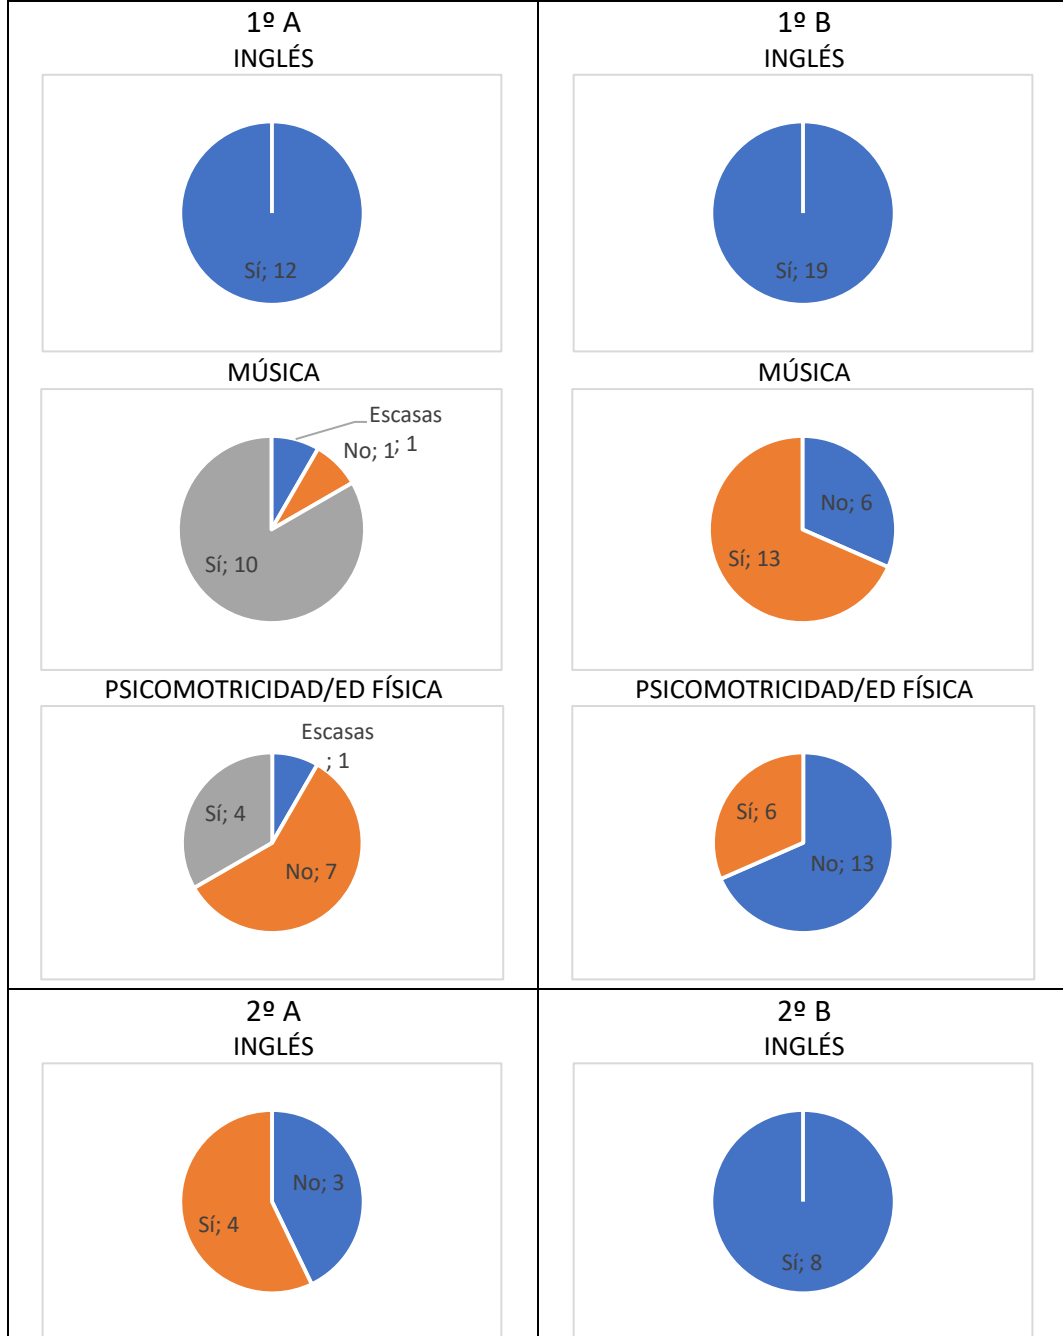 1º A
INGLÉS
Sí; 12
MÚSICA
Escasas
; 1
No; 1
Sí; 10
PSICOMOTRICIDAD/ED FÍSICA
Escasas
; 1
Sí; 4
No; 7
1º B
INGLÉS
Sí; 19
MÚSICA
No; 6
Sí; 13
PSICOMOTRICIDAD/ED FÍSICA
Sí; 6
No; 13
2º A
INGLÉS
No; 3
Sí; 4
2º B
INGLÉS
Sí; 8